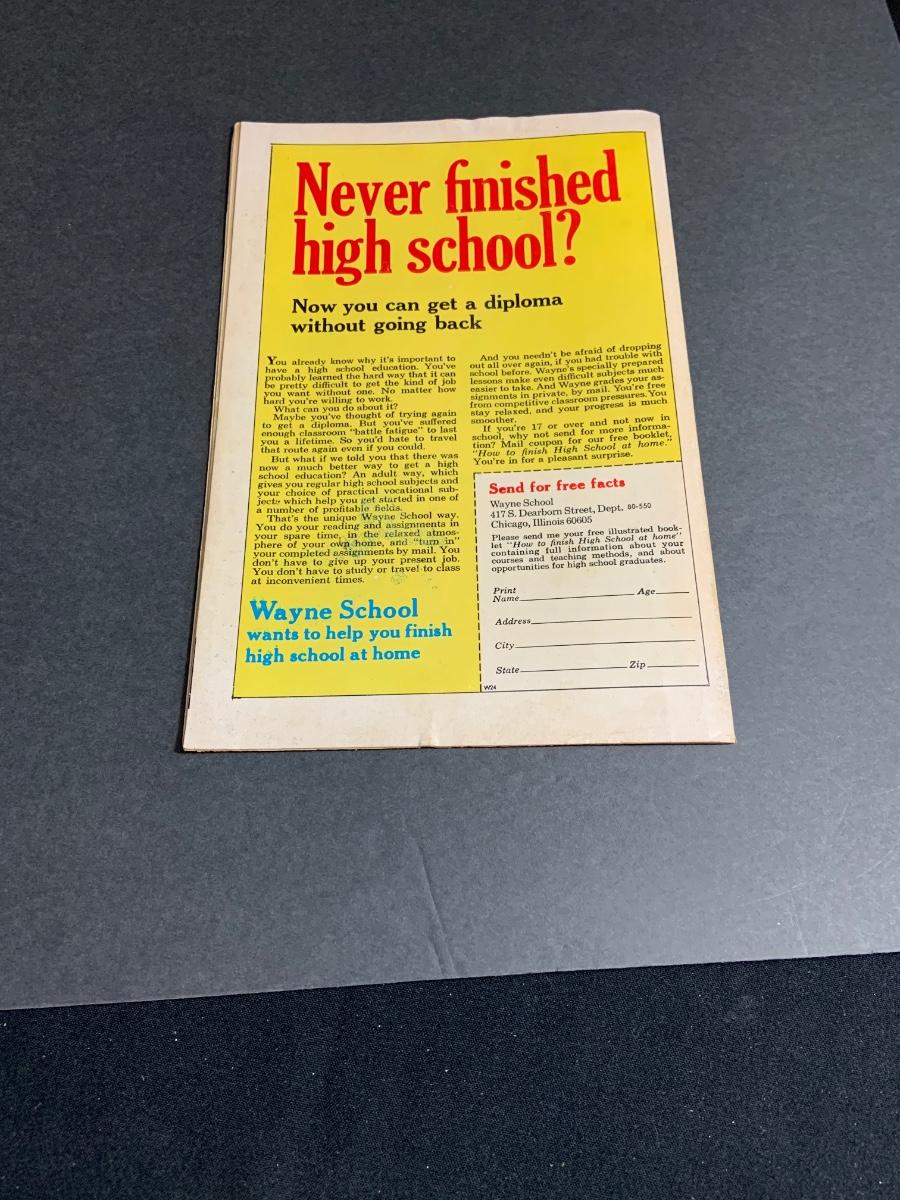 Never finished
high school?
Now you can get a diploma
without going back
You already know why it's important to
have a high school education. You've
probably learned the hard way that it can
be pretty difficult to get the kind of job
you want without one. No matter how
hard you're willing to work.
What can you do about it?
Maybe you've thought of trying again
to get a diploma. But you've suffered
enough classroom "battle fatigue" to last
you a lifetime. So you'd hate to travel
that route again even if you could.
But what if we told you that there was
now a much better way to get a high
school education? An adult way, which
gives you regular high school subjects and
your choice of practical vocational sub-
jects which help you get started in one of
a number of profitable fields.
That's the unique Wayne School way.
You do your reading and assignments in
your spare time, in the relaxed atmos-
phere of your own home, and "turn in"
your completed assignments by mail. You
don't have to give up your present job.
You don't have to study or travel to class
at inconvenient times.
Wayne School
wants to help you finish
high school at home
And you needn't be afraid of dropping
out all over again, if you had trouble with
school before. Wayne's specially prepared
lessons make even difficult subjects much
easier to take. And Wayne grades your as-
signments in private, by mail. You're free
from competitive classroom pressures. You
stay relaxed, and your progress is much
smoother.
If you're 17 or over and not now in
school, why not send for more informa-
tion? Mail coupon for our free booklet,
"How to finish High School at home."
You're in for a pleasant surprise.
Send for free facts
Wayne School
417 S. Dearborn Street, Dept. 80-550
Chicago, Illinois 60605
Please send me your free illustrated book-
let "How to finish High School at home"
containing full information about your
courses and teaching methods, and about
opportunities for high school graduates.
Print
Name Age
Address
City
State Zip
W24